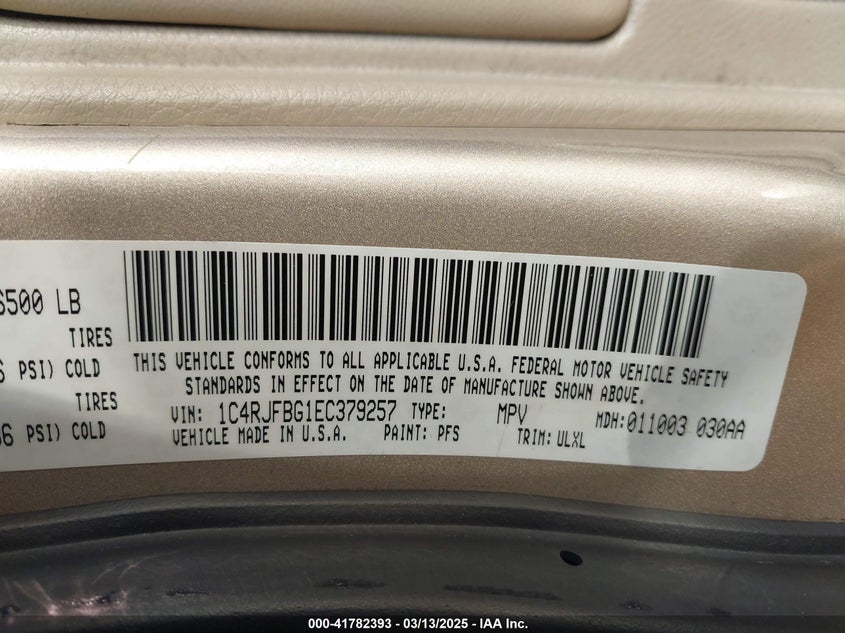 6500 LB
TIRES
PSI) COLD
TIRES
36 PSI) COLD
THIS VEHICLE CONFORMS TO ALL APPLICABLE U.S.A. FEDERAL MOTOR VEHICLE SAFETY
STANDARDS IN EFFECT ON THE DATE OF MANUFACTURE SHOWN ABOVE.
VIN: 1C4RJFBG1EC379257 TYPE: MPV MDH:011003 030AA
VEHICLE MADE IN U.S.A. PAINT: PFS TRIM: ULXL
000-41782393 - 03/13/2025 - IAA Inc.